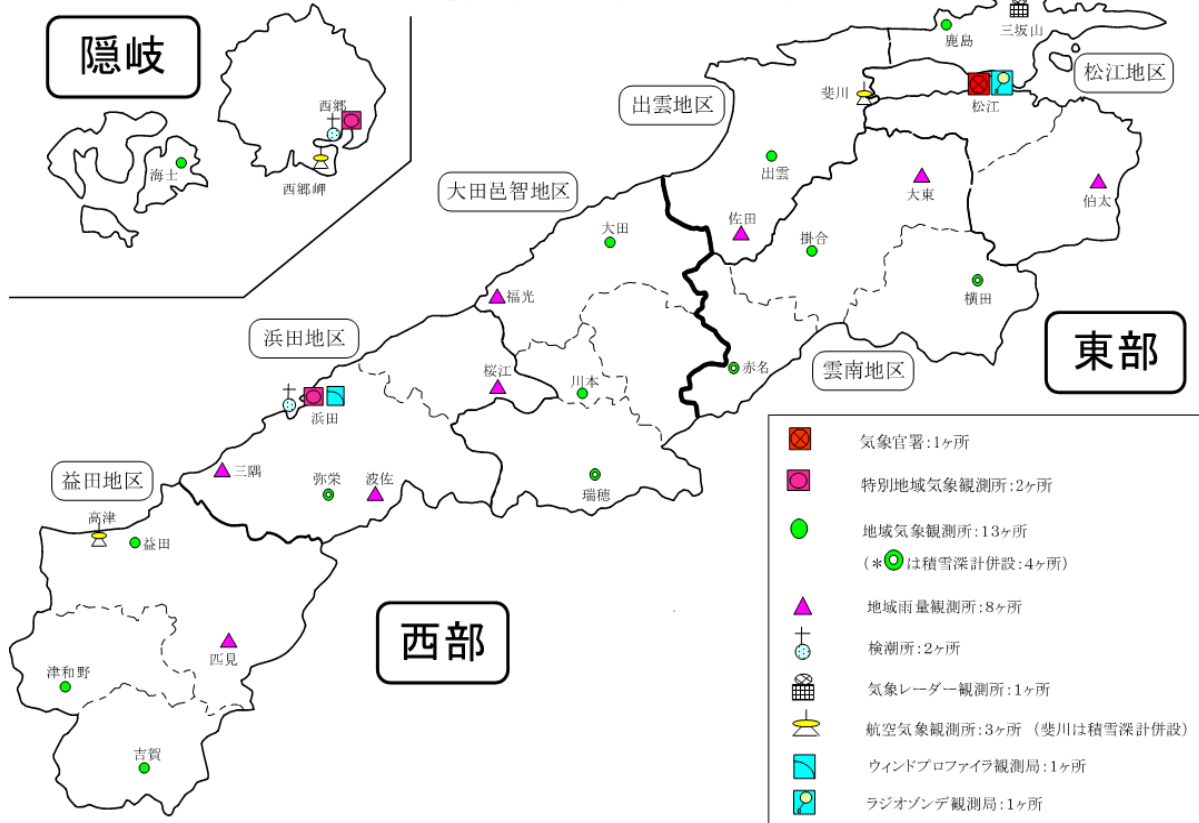 隠岐
西郷
海士
西郷岬
鹿島
三坂山
松江地区
斐川
松江
出雲地区
出雲
大東
伯太
大田邑智地区
佐田
大田
掛合
横田
福光
東部
浜田地区
桜江
川本
赤名
雲南地区
浜田
三隅
弥栄
波佐
瑞穂
益田地区
高津
益田
西部
匹見
津和野
吉賀
気象官署:1ヶ所
特別地域気象観測所:2ヶ所
地域気象観測所:13ヶ所
(*は積雪深計併設:4ヶ所)
地域雨量観測所:8ヶ所
検潮所:2ヶ所
気象レーダー観測所:1ヶ所
航空気象観測所:3ヶ所 (斐川は積雪深計併設)
ウィンドプロファイラ観測局:1ヶ所
ラジオゾンデ観測局:1ヶ所